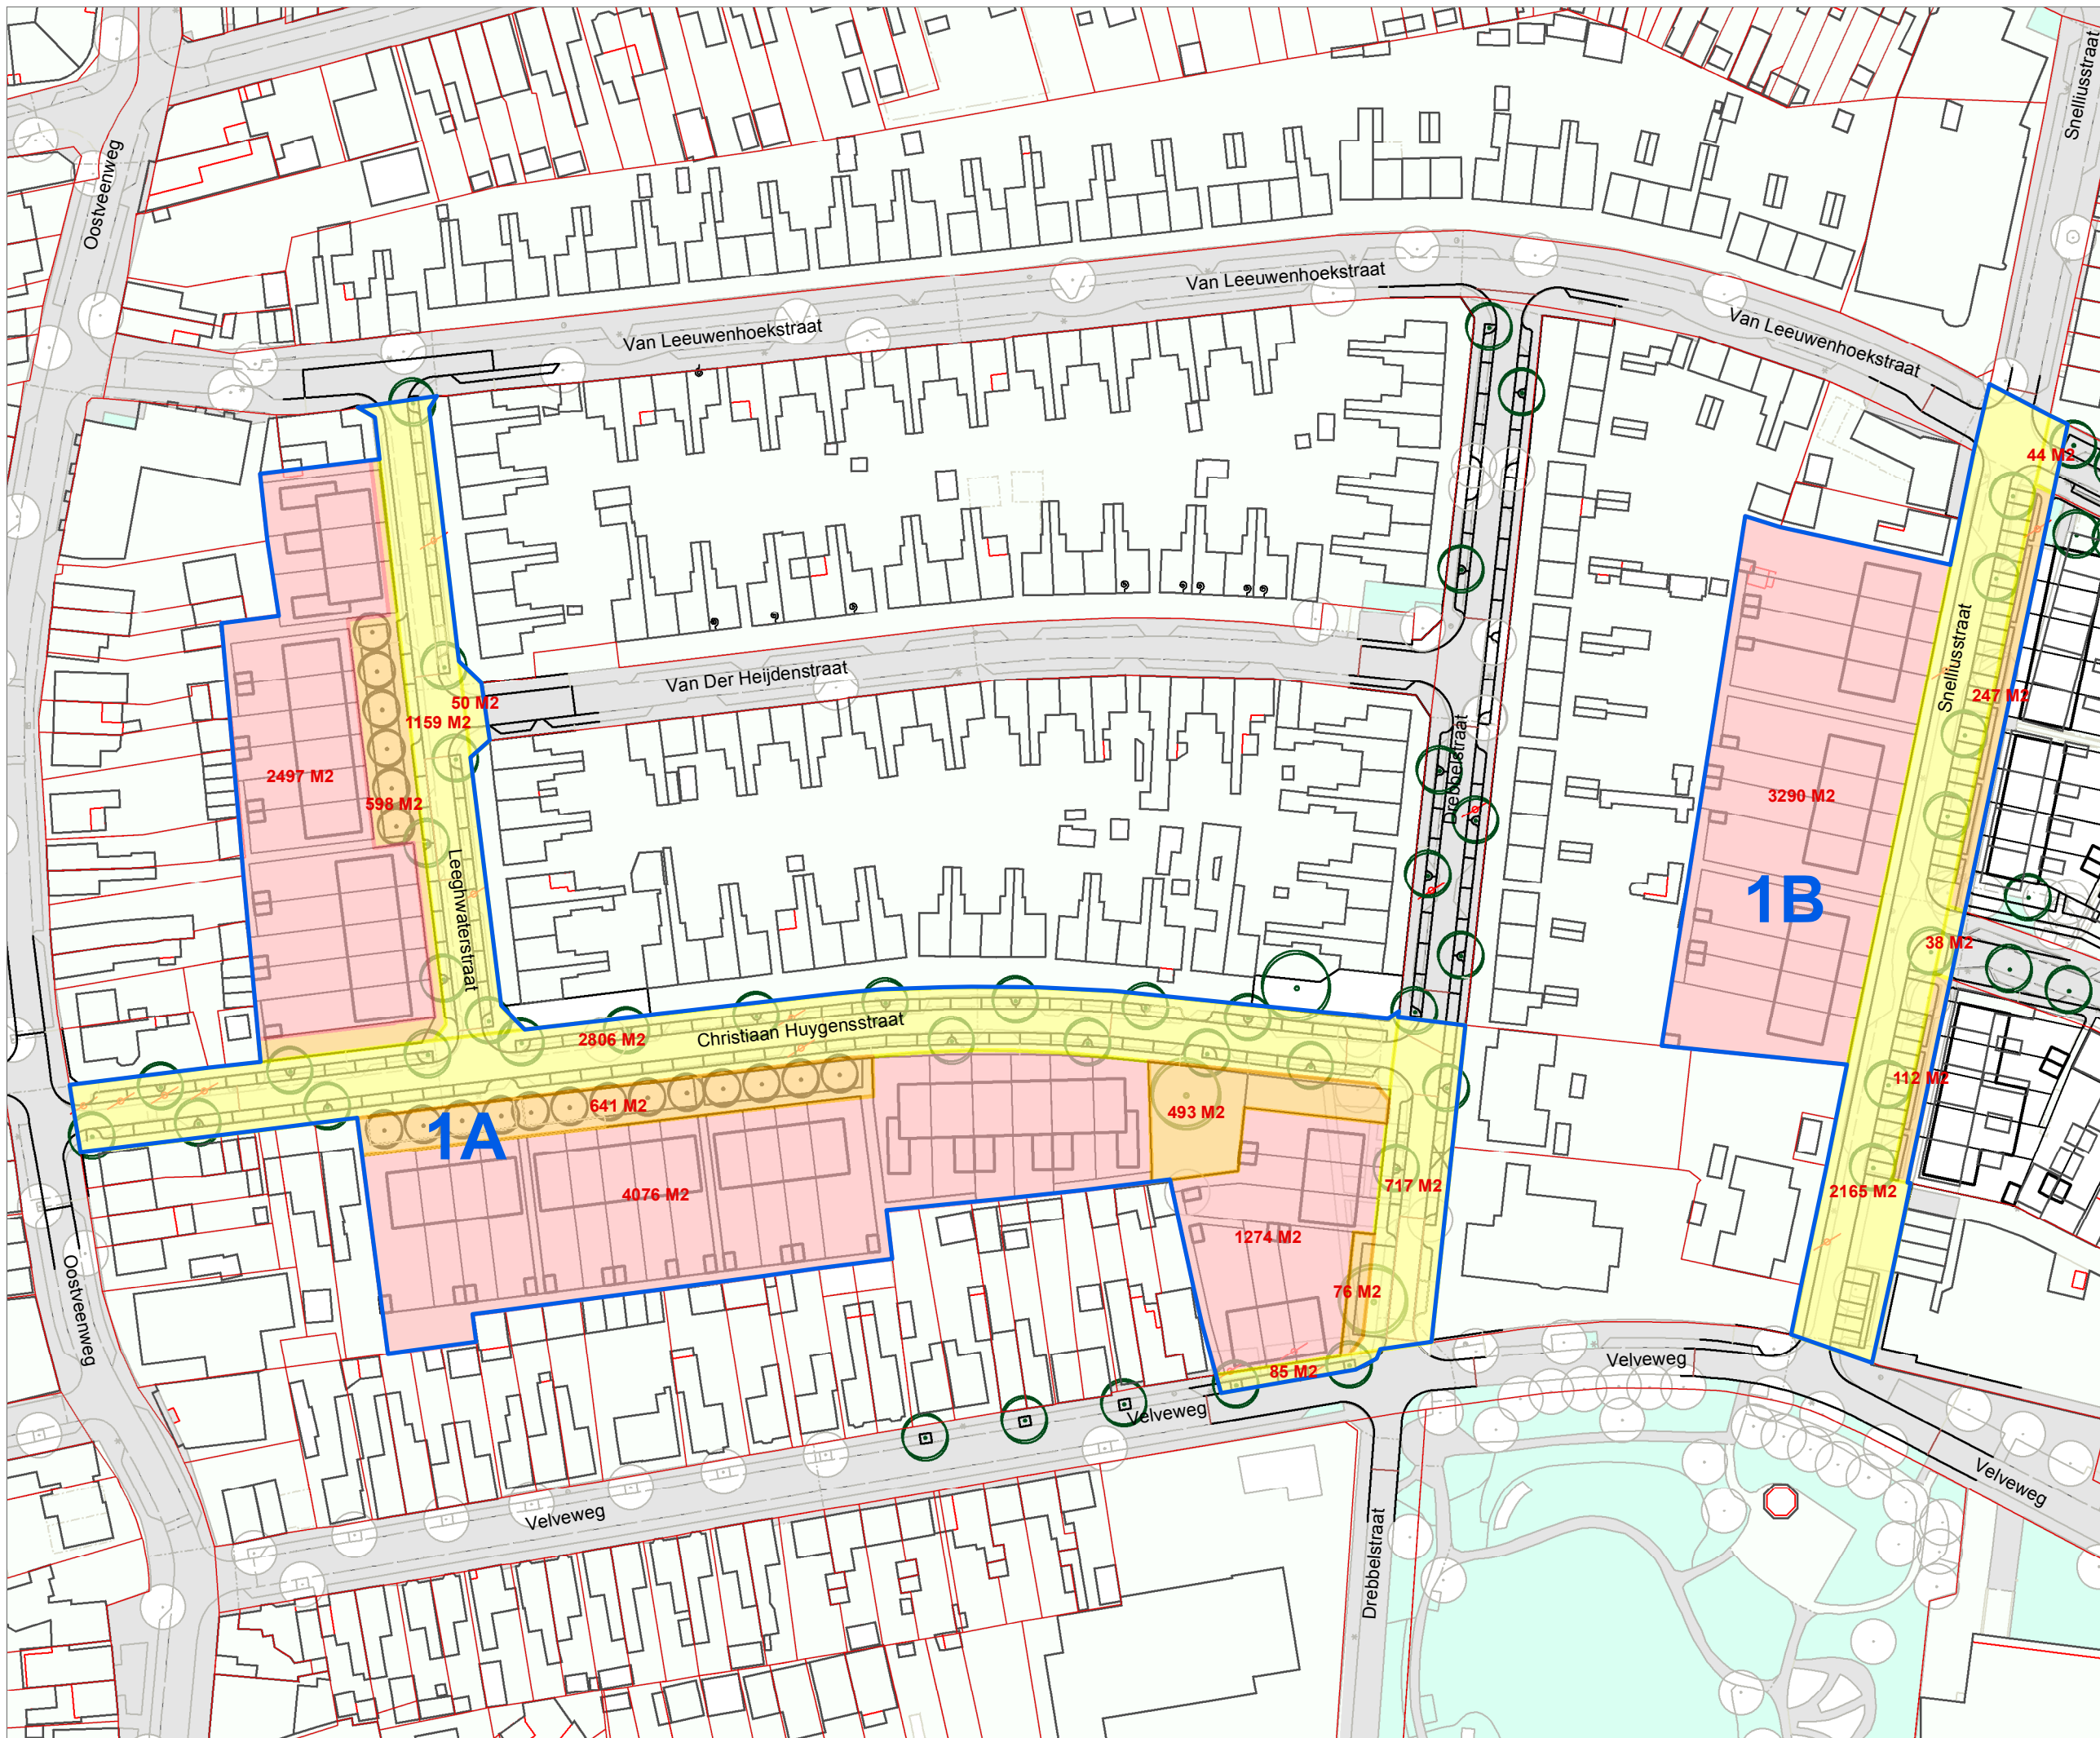 Snelliusstraat
Oostveenweg
Van Leeuwenhoekstraat
Van Leeuwenhoekstraat
Van Leeuwenhoekstraat
44 M2
Snelliusstraat
Van Der Heijdenstraat
50 M2
1159 M2
247 M2
Drebbelstraat
2497 M2
598 M2
3290 M2
1B
Leeghwaterstraat
38 M2
Christiaan Huygensstraat
2806 M2
112 M2
641 M2
493 M2
1A
4076 M2
717 M2
2165 M2
1274 M2
76 M2
Oostveenweg
85 M2
Velveweg
Velveweg
Velveweg
Velveweg
Drebbelstraat